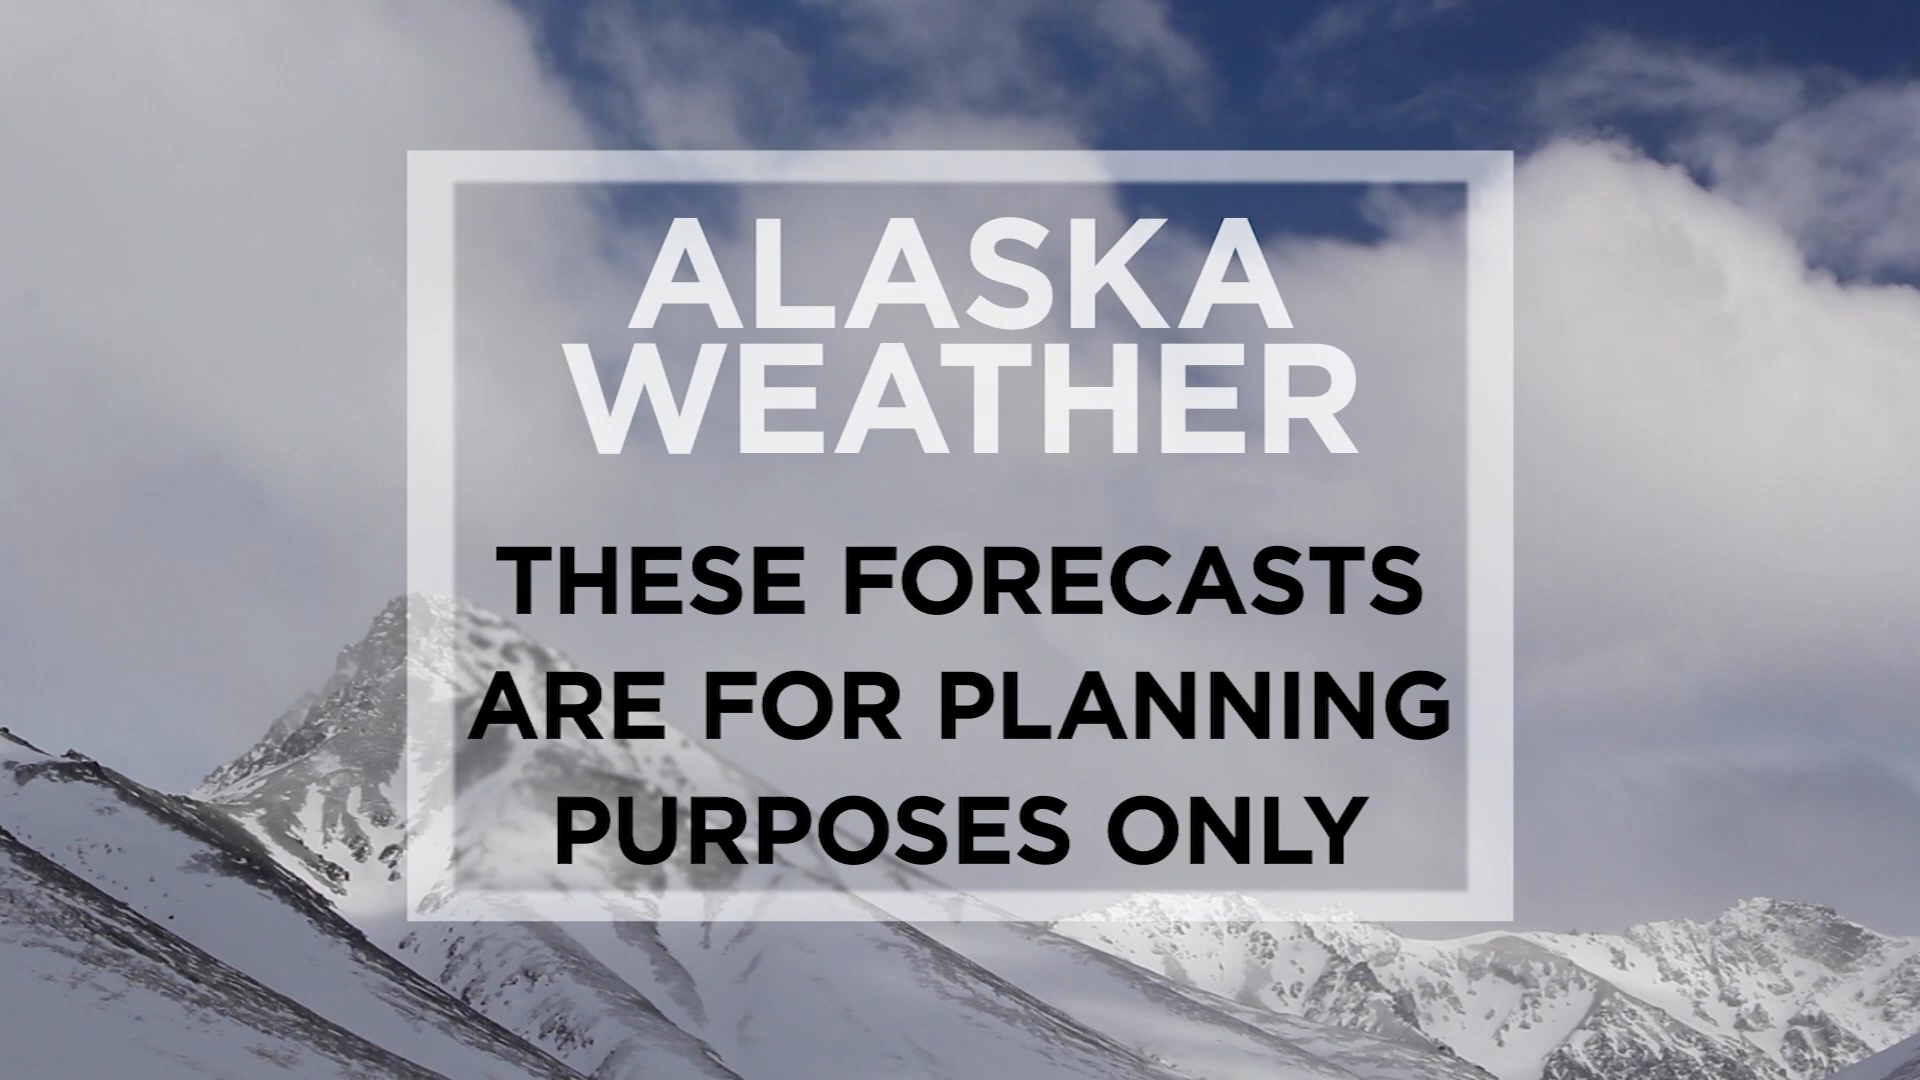 ALASKA
WEATHER
THESE FORECASTS
ARE FOR PLANNING
PURPOSES ONLY